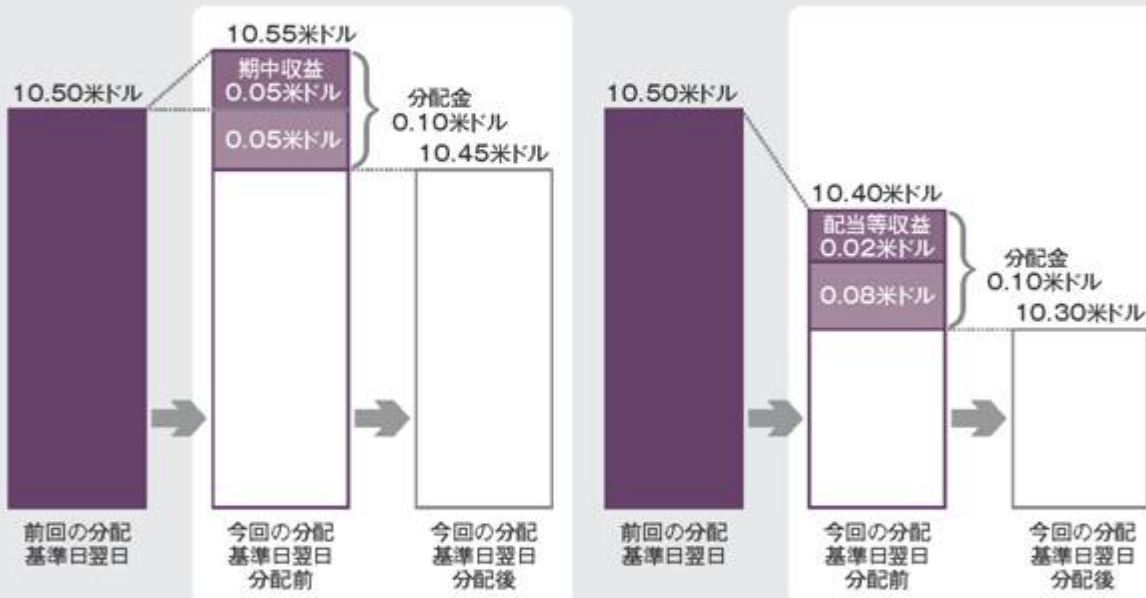 10.50米ドル
10.55米ドル
期中収益
0.05米ドル
0.05米ドル
分配金
0.10米ドル
10.45米ドル
前回の分配
基準日翌日
今回の分配
基準日翌日
分配前
今回の分配
基準日翌日
分配後
10.50米ドル
10.40米ドル
配当等収益
0.02米ドル
0.08米ドル
分配金
0.10米ドル
10.30米ドル
前回の分配
基準日翌日
今回の分配
基準日翌日
分配前
今回の分配
基準日翌日
分配後